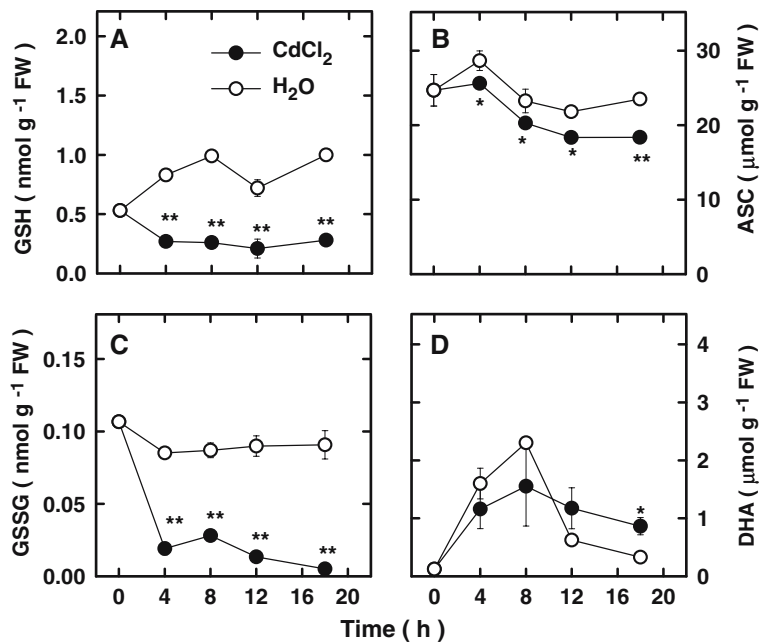 A
CdCl2
H2O
GSH ( nmol g -1 FW )
2.0
1.5
1.0
0.5
0.0
** ** ** **
B
* * * **
30
20
10
0
ASC ( μmol g -1 FW )
C
GSSG ( nmol g -1 FW )
0.15
0.10
0.05
0.00
** ** ** **
0 4 8 12 16 20
D
*
4
3
2
1
0
DHA ( μmol g -1 FW )
0 4 8 12 16 20
Time ( h )